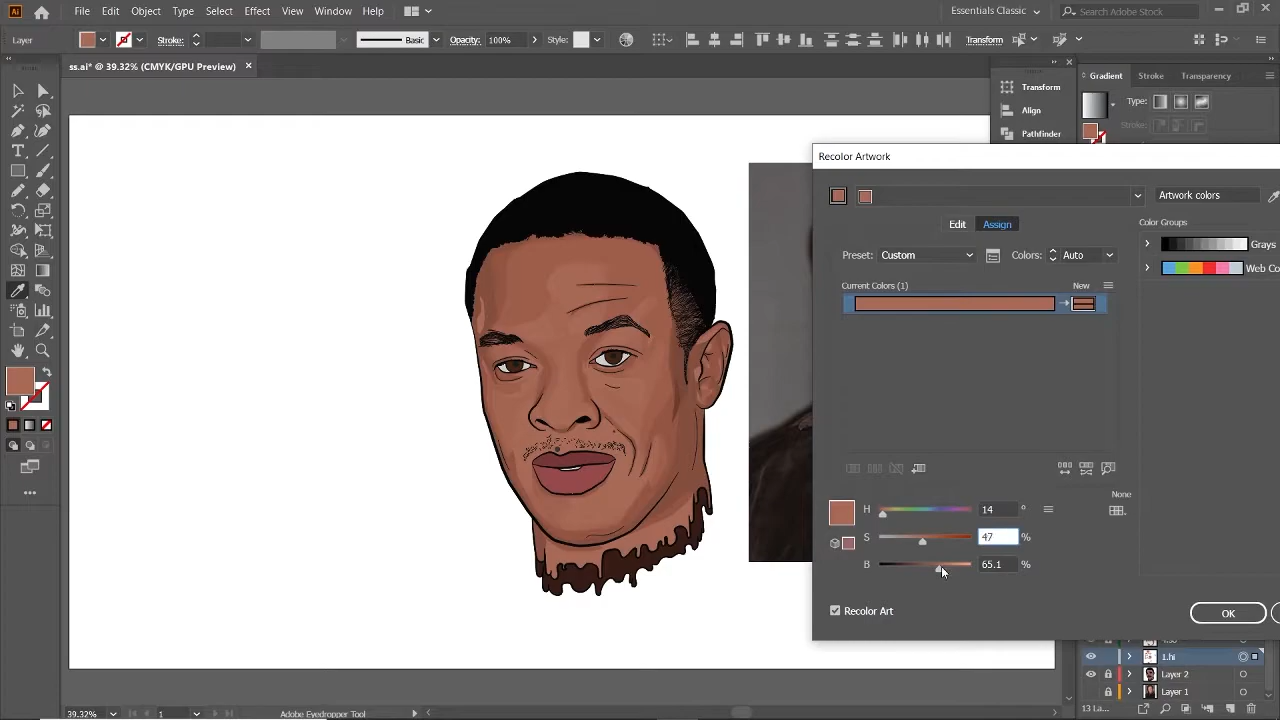 Ai File Edit Object Type Select Effect View Window Help Essentials Classic Search Adobe Stock
Layer Stroke: Basic Opacity: 100% Style: Transform
ss.ai* @ 39.32% (CMYK/GPU Preview)
Transform
Align
Pathfinder
Gradient Stroke Transparency
Type:
Stroke:
Recolor Artwork
Artwork colors
Edit Assign
Color Groups
Preset: Custom Colors: Auto
Grays
Web Co
Current Colors (1) New
None
H 14 °
S 47 %
B 65.1 %
Recolor Art
OK
1.hi
Layer 2
Layer 1
13 La...
39.32% 1 Adobe Eyedropper Tool